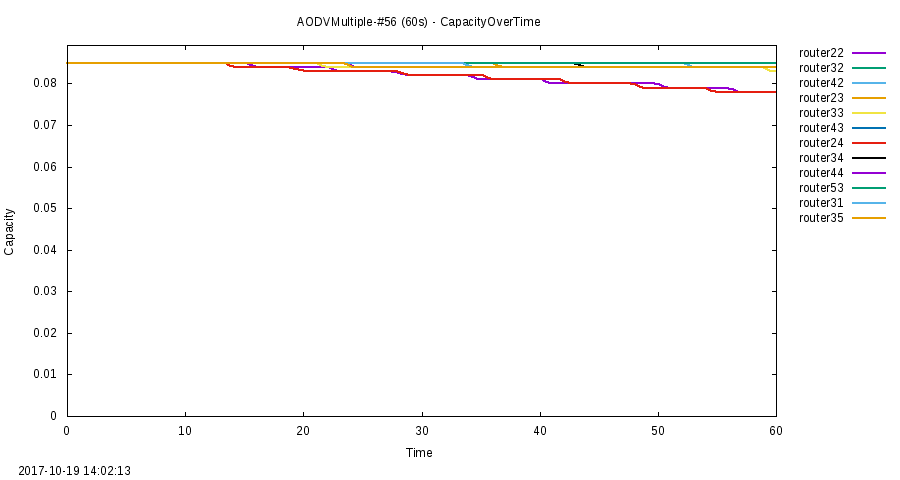 AODVMultiple-#56 (60s) - CapacityOverTime
router22
router32
router42
router23
router33
router43
router24
router34
router44
router53
router31
router35
0.08
0.07
0.06
0.05
0.04
0.03
0.02
0.01
0
Capacity
0 10 20 30 40 50 60
Time
2017-10-19 14:02:13